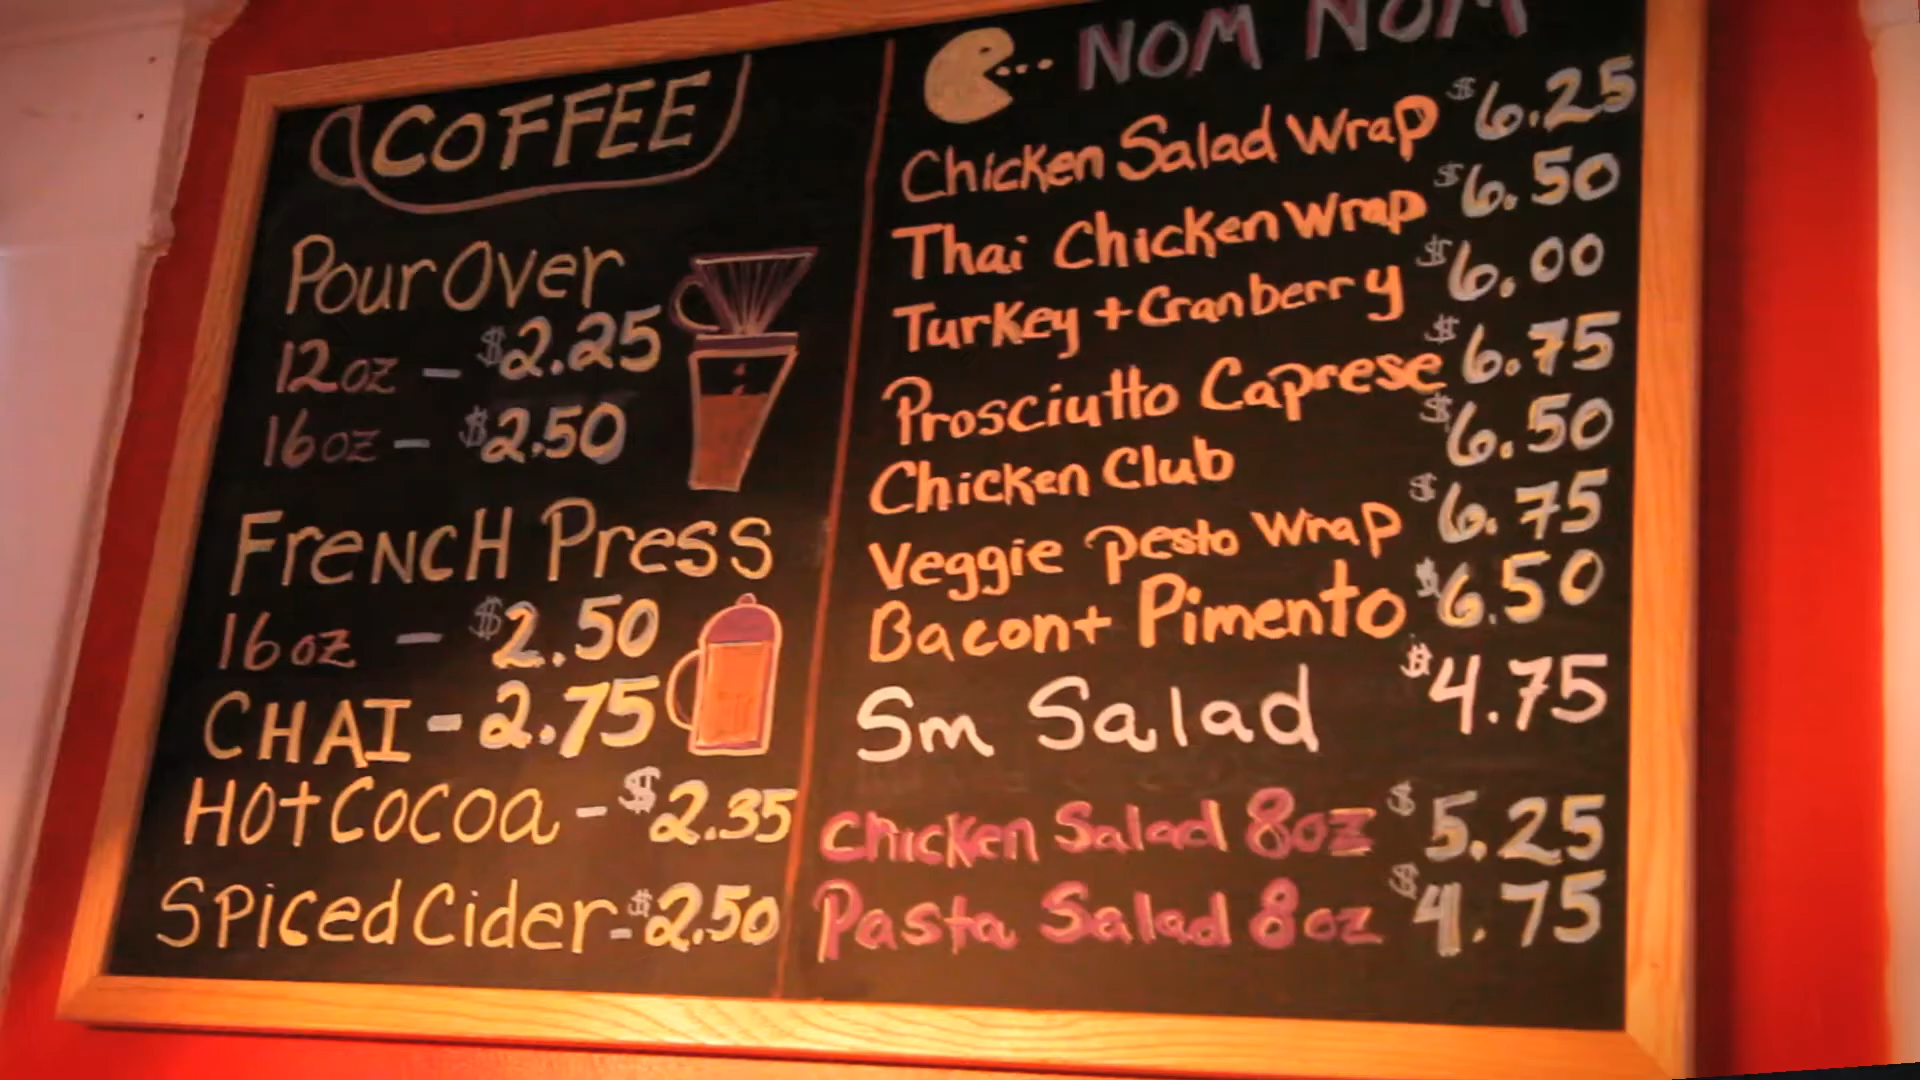 COFFEE
Pour Over
12oz - $2.25
16oz - $2.50
FrencH Press
16oz - $2.50
CHAI - 2.75
Hot Cocoa - $2.35
Spiced Cider - $2.50
NOM NOM
Chicken Salad Wrap $6.25
Thai Chicken Wrap $6.50
Turkey + Cranberry $6.00
Prosciutto Caprese $6.75
Chicken Club $6.50
Veggie Pesto Wrap $6.75
Bacon + Pimento $6.50
Sm Salad $4.75
Chicken Salad 8oz $5.25
Pasta Salad 8oz $4.75